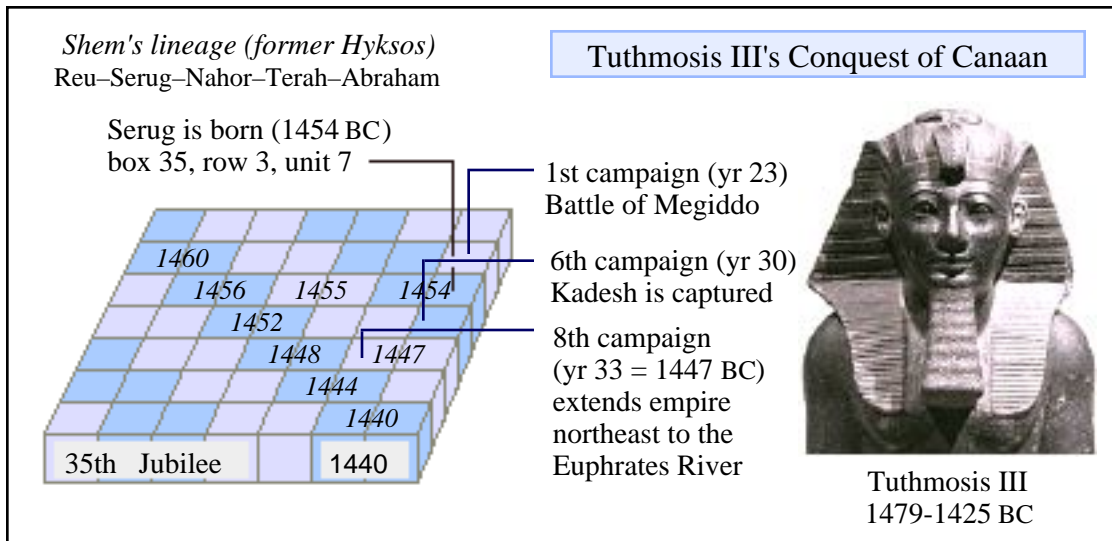 Shem's lineage (former Hyksos)
Reu–Serug–Nahor–Terah–Abraham
Tuthmosis III's Conquest of Canaan
Serug is born (1454 BC)
box 35, row 3, unit 7
1st campaign (yr 23)
Battle of Megiddo
6th campaign (yr 30)
Kadesh is captured
8th campaign
(yr 33 = 1447 BC)
extends empire
northeast to the
Euphrates River
1460
1456 1455 1454
1452
1448 1447
1444
1440
35th Jubilee 1440
Tuthmosis III
1479-1425 BC